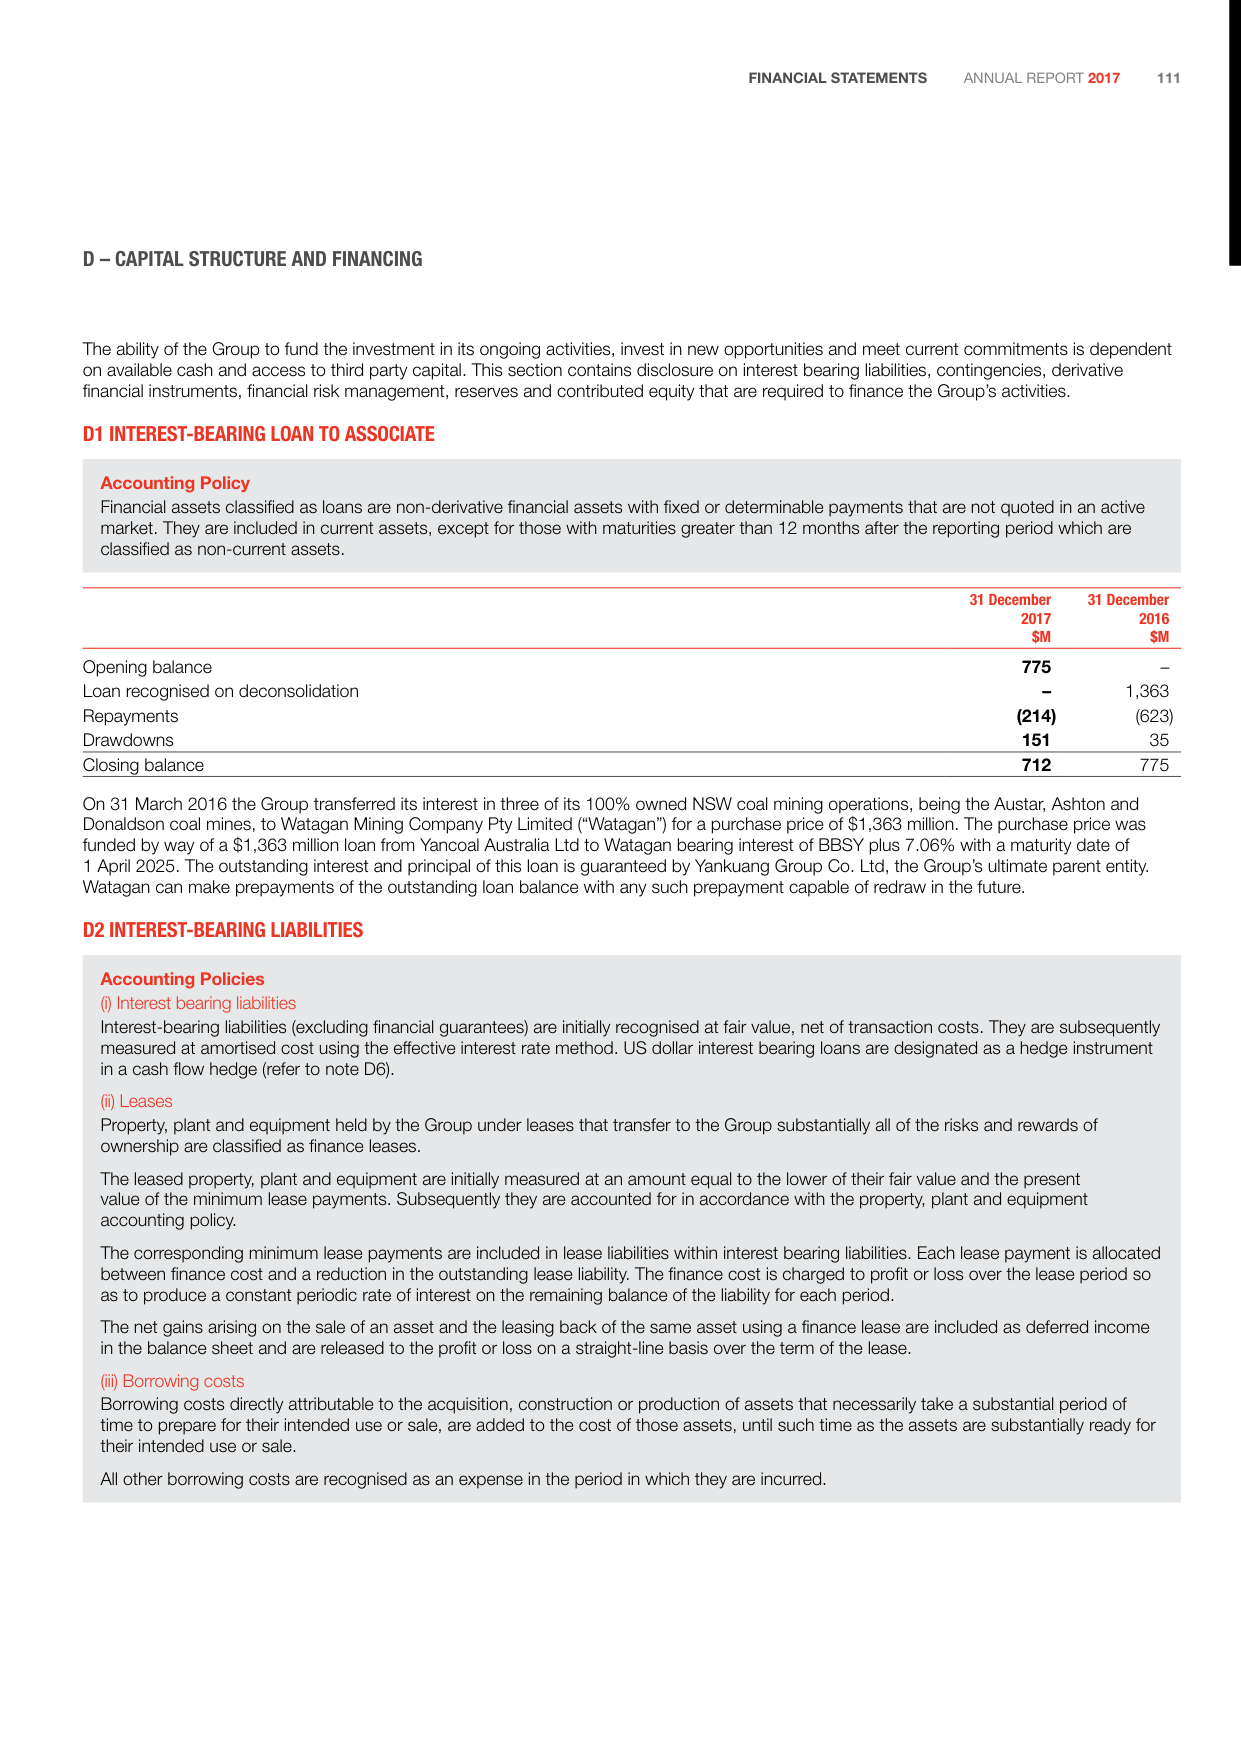 FINANCIAL STATEMENTS ANNUAL REPORT 2017 111
D – CAPITAL STRUCTURE AND FINANCING
The ability of the Group to fund the investment in its ongoing activities, invest in new opportunities and meet current commitments is dependent
on available cash and access to third party capital. This section contains disclosure on interest bearing liabilities, contingencies, derivative
financial instruments, financial risk management, reserves and contributed equity that are required to finance the Group's activities.
D1 INTEREST-BEARING LOAN TO ASSOCIATE
Accounting Policy
Financial assets classified as loans are non-derivative financial assets with fixed or determinable payments that are not quoted in an active
market. They are included in current assets, except for those with maturities greater than 12 months after the reporting period which are
classified as non-current assets.
31 December 31 December
2017 2016
$M $M
Opening balance 775 –
Loan recognised on deconsolidation – 1,363
Repayments (214) (623)
Drawdowns 151 35
Closing balance 712 775
On 31 March 2016 the Group transferred its interest in three of its 100% owned NSW coal mining operations, being the Austar, Ashton and
Donaldson coal mines, to Watagan Mining Company Pty Limited ("Watagan") for a purchase price of $1,363 million. The purchase price was
funded by way of a $1,363 million loan from Yancoal Australia Ltd to Watagan bearing interest of BBSY plus 7.06% with a maturity date of
1 April 2025. The outstanding interest and principal of this loan is guaranteed by Yankuang Group Co. Ltd, the Group's ultimate parent entity.
Watagan can make prepayments of the outstanding loan balance with any such prepayment capable of redraw in the future.
D2 INTEREST-BEARING LIABILITIES
Accounting Policies
(i) Interest bearing liabilities
Interest-bearing liabilities (excluding financial guarantees) are initially recognised at fair value, net of transaction costs. They are subsequently
measured at amortised cost using the effective interest rate method. US dollar interest bearing loans are designated as a hedge instrument
in a cash flow hedge (refer to note D6).
(ii) Leases
Property, plant and equipment held by the Group under leases that transfer to the Group substantially all of the risks and rewards of
ownership are classified as finance leases.
The leased property, plant and equipment are initially measured at an amount equal to the lower of their fair value and the present
value of the minimum lease payments. Subsequently they are accounted for in accordance with the property, plant and equipment
accounting policy.
The corresponding minimum lease payments are included in lease liabilities within interest bearing liabilities. Each lease payment is allocated
between finance cost and a reduction in the outstanding lease liability. The finance cost is charged to profit or loss over the lease period so
as to produce a constant periodic rate of interest on the remaining balance of the liability for each period.
The net gains arising on the sale of an asset and the leasing back of the same asset using a finance lease are included as deferred income
in the balance sheet and are released to the profit or loss on a straight-line basis over the term of the lease.
(iii) Borrowing costs
Borrowing costs directly attributable to the acquisition, construction or production of assets that necessarily take a substantial period of
time to prepare for their intended use or sale, are added to the cost of those assets, until such time as the assets are substantially ready for
their intended use or sale.
All other borrowing costs are recognised as an expense in the period in which they are incurred.